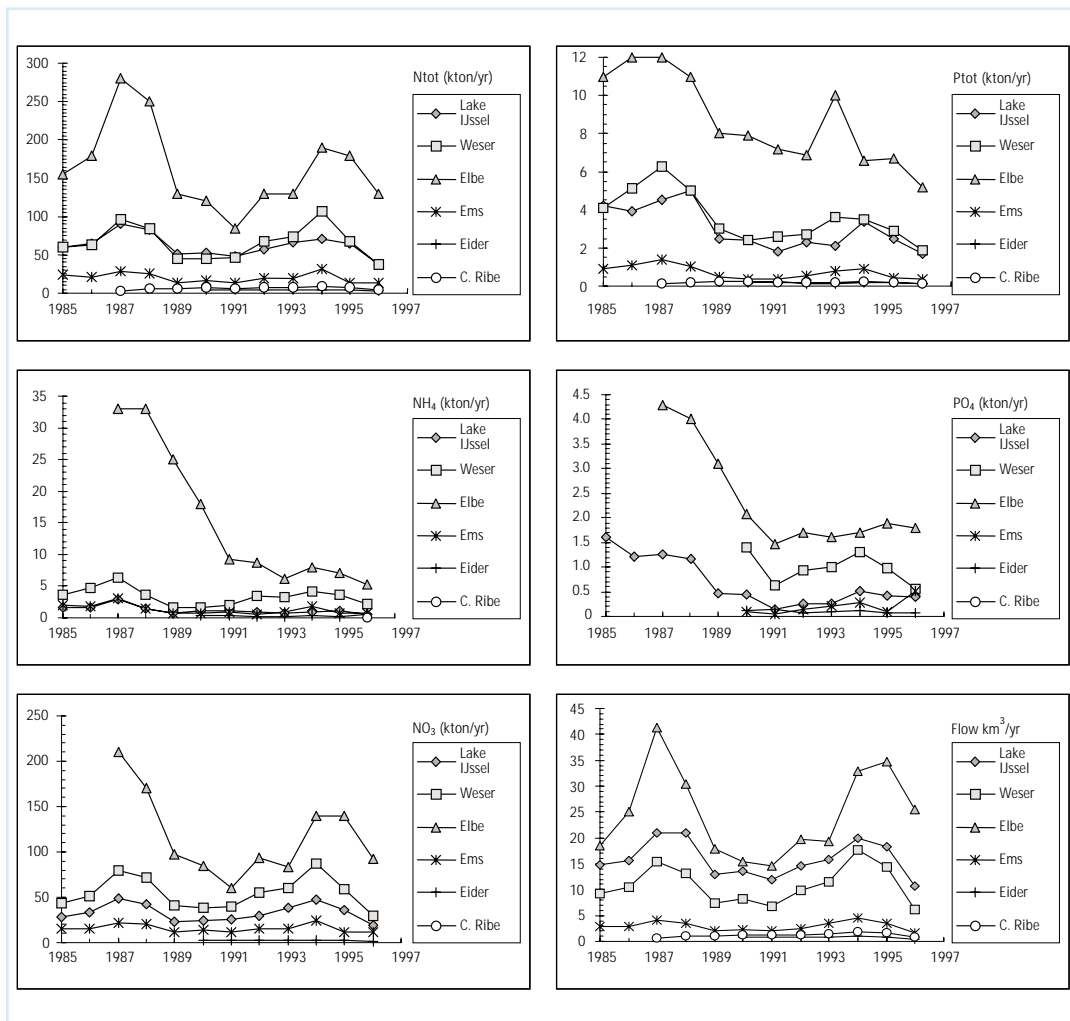 Ntot (kton/yr)
300
250
200
150
100
50
0
1985 1987 1989 1991 1993 1995 1997
Lake
IJssel
Weser
Elbe
Ems
Eider
C. Ribe
Ptot (kton/yr)
12
10
8
6
4
2
0
1985 1987 1989 1991 1993 1995 1997
Lake
IJssel
Weser
Elbe
Ems
Eider
C. Ribe
NH₄ (kton/yr)
35
30
25
20
15
10
5
0
1985 1987 1989 1991 1993 1995 1997
Lake
IJssel
Weser
Elbe
Ems
Eider
C. Ribe
PO₄ (kton/yr)
4.5
4.0
3.5
3.0
2.5
2.0
1.5
1.0
0.5
0
1985 1987 1989 1991 1993 1995 1997
Lake
IJssel
Weser
Elbe
Ems
Eider
C. Ribe
NO₃ (kton/yr)
250
200
150
100
50
0
1985 1987 1989 1991 1993 1995 1997
Lake
IJssel
Weser
Elbe
Ems
Eider
C. Ribe
Flow km³/yr
45
40
35
30
25
20
15
10
5
0
1985 1987 1989 1991 1993 1995 1997
Lake
IJssel
Weser
Elbe
Ems
Eider
C. Ribe